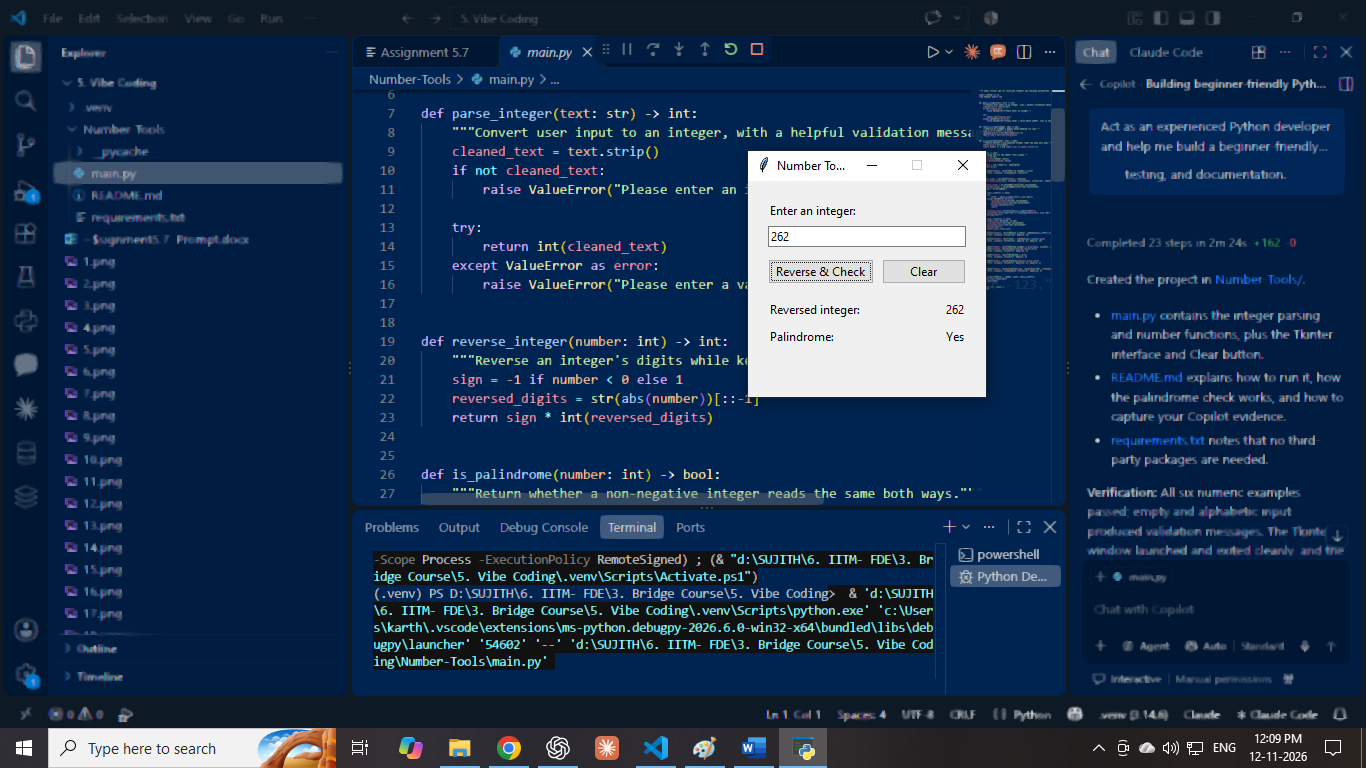 File Edit Selection View Go Run ...
5. Vibe Coding
Explorer
5. Vibe Coding
.venv
Number Tools
__pycache__
main.py
README.md
requirements.txt
~$signment5.7 Prompt.docx
1.png
2.png
3.png
4.png
5.png
6.png
7.png
8.png
9.png
10.png
11.png
12.png
13.png
14.png
15.png
16.png
17.png
Outline
Timeline
1
1
Assignment 5.7
main.py
Number-Tools > main.py > ...
6
7 def parse_integer(text: str) -> int:
8 """Convert user input to an integer, with a helpful validation messa
9 cleaned_text = text.strip()
10 if not cleaned_text:
11 raise ValueError("Please enter an i
12
13 try:
14 return int(cleaned_text)
15 except ValueError as error:
16 raise ValueError("Please enter a va -123."
17
18
19 def reverse_integer(number: int) -> int:
20 """Reverse an integer's digits while ke
21 sign = -1 if number < 0 else 1
22 reversed_digits = str(abs(number))[::-1]
23 return sign * int(reversed_digits)
24
25
26 def is_palindrome(number: int) -> bool:
27 """Return whether a non-negative integer reads the same both ways."""
Number To...
Enter an integer:
262
Reverse & Check
Clear
Reversed integer: 262
Palindrome: Yes
Problems Output Debug Console Terminal Ports
-Scope Process -ExecutionPolicy RemoteSigned) ; (& "d:\SUJITH\6. IITM- FDE\3. Br
idge Course\5. Vibe Coding\.venv\Scripts\Activate.ps1")
(.venv) PS D:\SUJITH\6. IITM- FDE\3. Bridge Course\5. Vibe Coding> & 'd:\SUJITH
\6. IITM- FDE\3. Bridge Course\5. Vibe Coding\.venv\Scripts\python.exe' 'c:\User
s\karth\.vscode\extensions\ms-python.debugpy-2026.6.0-win32-x64\bundled\libs\deb
ugpy\launcher' '54602' '--' 'd:\SUJITH\6. IITM- FDE\3. Bridge Course\5. Vibe Cod
ing\Number-Tools\main.py'
powershell
Python De...
Chat Claude Code
Copilot Building beginner-friendly Pyth...
Act as an experienced Python developer
and help me build a beginner-friendly...
testing, and documentation.
Completed 23 steps in 2m 24s +162 -0
Created the project in Number-Tools/.
• main.py contains the integer parsing
and number functions, plus the Tkinter
interface and Clear button.
• README.md explains how to run it, how
the palindrome check works, and how to
capture your Copilot evidence.
• requirements.txt notes that no third-
party packages are needed.
Verification: All six numeric examples
passed; empty and alphabetic input
produced validation messages. The Tkinter
window launched and exited cleanly, and the
main.py
Chat with Copilot
Agent Auto Standard
Interactive Manual permissions
0 0
Ln 1 Col 1 Spaces: 4 UTF-8 CRLF {} Python .venv (3.14.6) Claude Claude Code
Type here to search
ENG
12:09 PM
12-11-2026